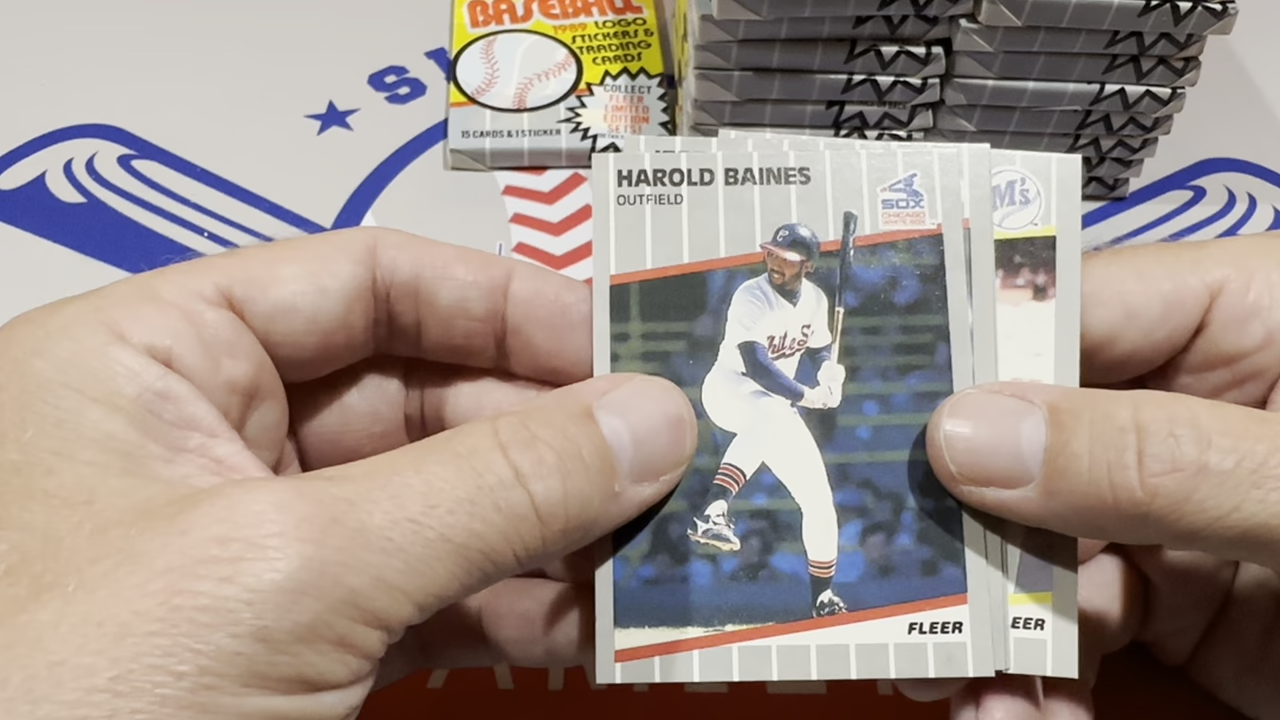 BASEBALL
1989 LOGO
STICKERS &
TRADING
CARDS
COLLECT
FLEER
LIMITED
EDITION
SETS!
15 CARDS & 1 STICKER
HAROLD BAINES
OUTFIELD
SOX
CHICAGO
WHITE SOX
M's
FLEER
EER